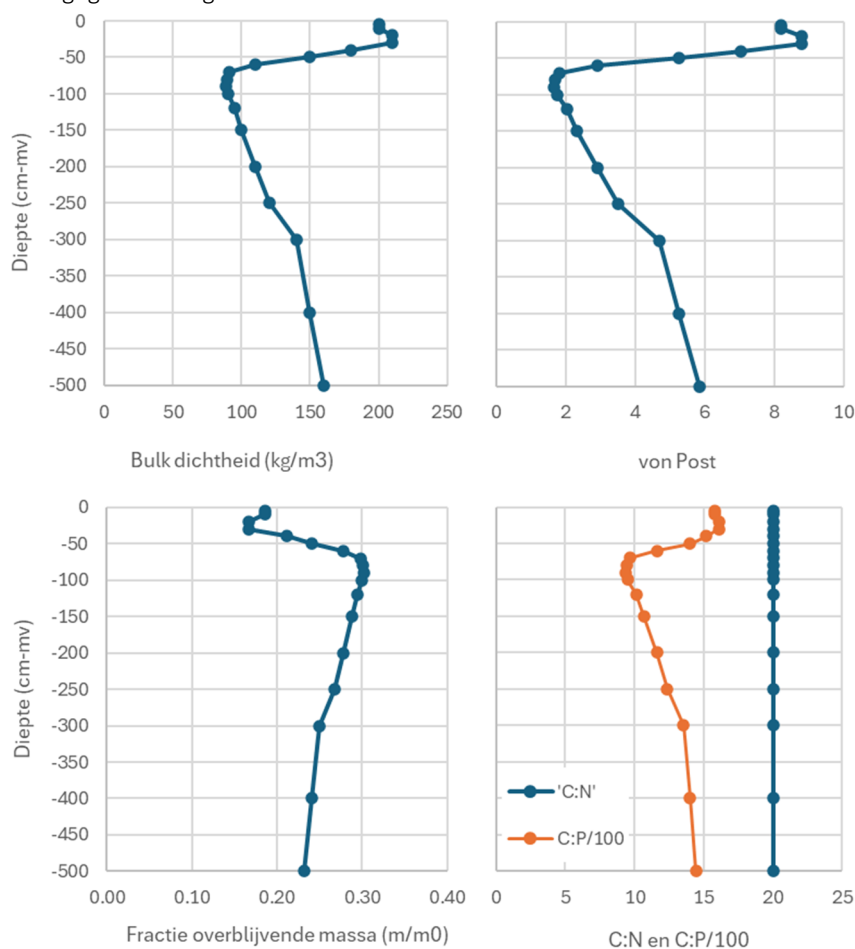 0
-50
-100
-150
-200
-250
-300
-350
-400
-450
-500
Diepte (cm-mv)
0 50 100 150 200 250
Bulk dichtheid (kg/m3)
0 2 4 6 8 10
von Post
0
-50
-100
-150
-200
-250
-300
-350
-400
-450
-500
Diepte (cm-mv)
0.00 0.10 0.20 0.30 0.40
Fractie overblijvende massa (m/m0)
'C:N'
C:P/100
0 5 10 15 20 25
C:N en C:P/100